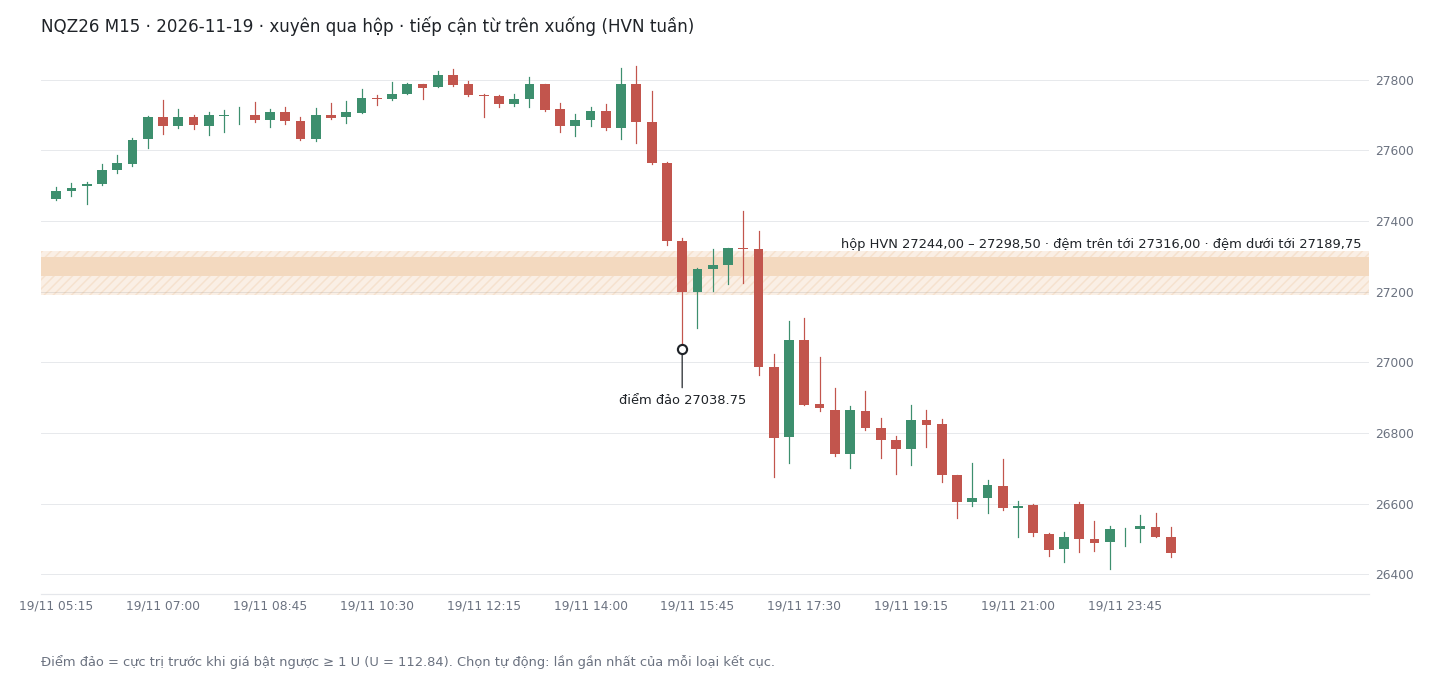 NQZ26 M15 · 2026-11-19 · xuyên qua hộp · tiếp cận từ trên xuống (HVN tuần)
27800
27600
27400
hộp HVN 27244,00 – 27298,50 · đệm trên tới 27316,00 · đệm dưới tới 27189,75
27200
27000
điểm đảo 27038.75
26800
26600
26400
19/11 05:15 19/11 07:00 19/11 08:45 19/11 10:30 19/11 12:15 19/11 14:00 19/11 15:45 19/11 17:30 19/11 19:15 19/11 21:00 19/11 23:45
Điểm đảo = cực trị trước khi giá bật ngược ≥ 1 U (U = 112.84). Chọn tự động: lần gần nhất của mỗi loại kết cục.